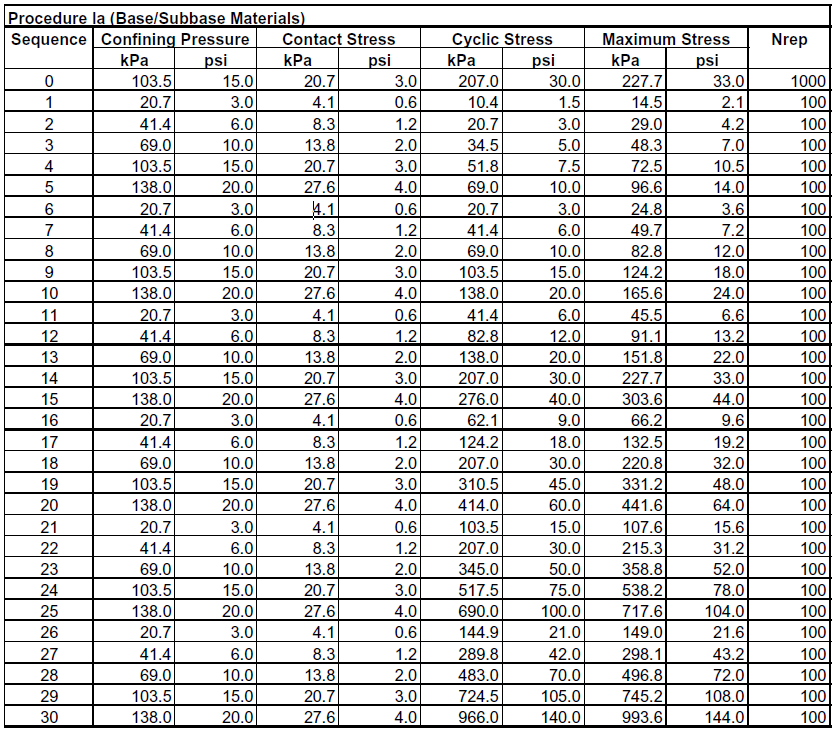 Procedure Ia (Base/Subbase Materials)
Sequence Confining Pressure Contact Stress Cyclic Stress Maximum Stress Nrep
kPa psi kPa psi kPa psi kPa psi
0 103.5 15.0 20.7 3.0 207.0 30.0 227.7 33.0 1000
1 20.7 3.0 4.1 0.6 10.4 1.5 14.5 2.1 100
2 41.4 6.0 8.3 1.2 20.7 3.0 29.0 4.2 100
3 69.0 10.0 13.8 2.0 34.5 5.0 48.3 7.0 100
4 103.5 15.0 20.7 3.0 51.8 7.5 72.5 10.5 100
5 138.0 20.0 27.6 4.0 69.0 10.0 96.6 14.0 100
6 20.7 3.0 4.1 0.6 20.7 3.0 24.8 3.6 100
7 41.4 6.0 8.3 1.2 41.4 6.0 49.7 7.2 100
8 69.0 10.0 13.8 2.0 69.0 10.0 82.8 12.0 100
9 103.5 15.0 20.7 3.0 103.5 15.0 124.2 18.0 100
10 138.0 20.0 27.6 4.0 138.0 20.0 165.6 24.0 100
11 20.7 3.0 4.1 0.6 41.4 6.0 45.5 6.6 100
12 41.4 6.0 8.3 1.2 82.8 12.0 91.1 13.2 100
13 69.0 10.0 13.8 2.0 138.0 20.0 151.8 22.0 100
14 103.5 15.0 20.7 3.0 207.0 30.0 227.7 33.0 100
15 138.0 20.0 27.6 4.0 276.0 40.0 303.6 44.0 100
16 20.7 3.0 4.1 0.6 62.1 9.0 66.2 9.6 100
17 41.4 6.0 8.3 1.2 124.2 18.0 132.5 19.2 100
18 69.0 10.0 13.8 2.0 207.0 30.0 220.8 32.0 100
19 103.5 15.0 20.7 3.0 310.5 45.0 331.2 48.0 100
20 138.0 20.0 27.6 4.0 414.0 60.0 441.6 64.0 100
21 20.7 3.0 4.1 0.6 103.5 15.0 107.6 15.6 100
22 41.4 6.0 8.3 1.2 207.0 30.0 215.3 31.2 100
23 69.0 10.0 13.8 2.0 345.0 50.0 358.8 52.0 100
24 103.5 15.0 20.7 3.0 517.5 75.0 538.2 78.0 100
25 138.0 20.0 27.6 4.0 690.0 100.0 717.6 104.0 100
26 20.7 3.0 4.1 0.6 144.9 21.0 149.0 21.6 100
27 41.4 6.0 8.3 1.2 289.8 42.0 298.1 43.2 100
28 69.0 10.0 13.8 2.0 483.0 70.0 496.8 72.0 100
29 103.5 15.0 20.7 3.0 724.5 105.0 745.2 108.0 100
30 138.0 20.0 27.6 4.0 966.0 140.0 993.6 144.0 100